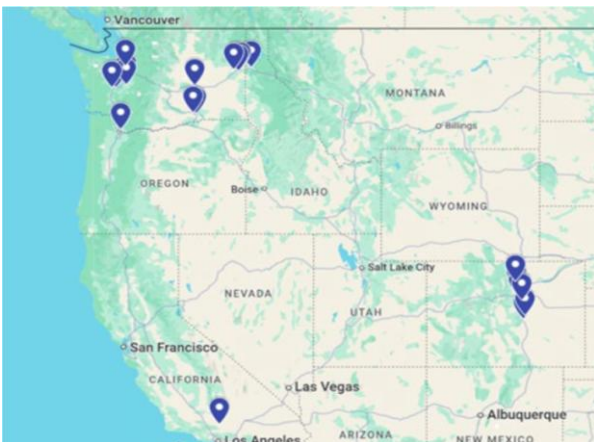 Vancouver
MONTANA
Billings
OREGON
Boise
IDAHO
WYOMING
Salt Lake City
NEVADA
UTAH
San Francisco
CALIFORNIA
Las Vegas
Albuquerque
Los Angeles
ARIZONA
NEW MEXICO